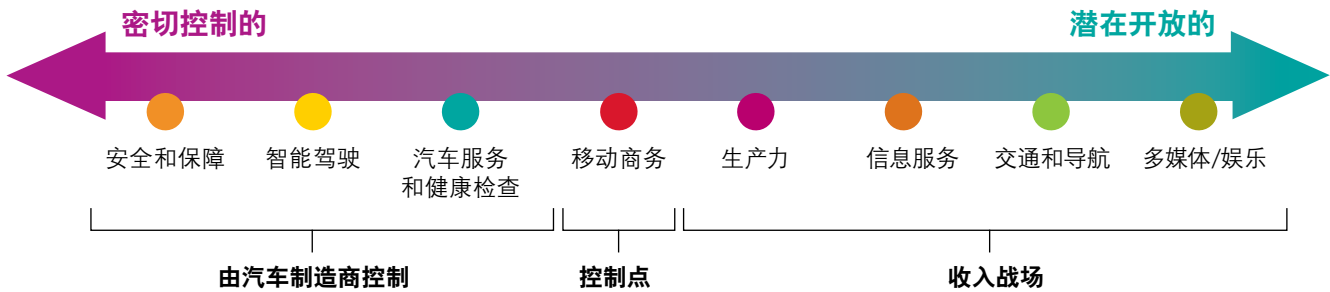 密切控制的
潜在开放的
安全和保障
智能驾驶
汽车服务
和健康检查
移动商务
生产力
信息服务
交通和导航
多媒体/娱乐
由汽车制造商控制
控制点
收入战场